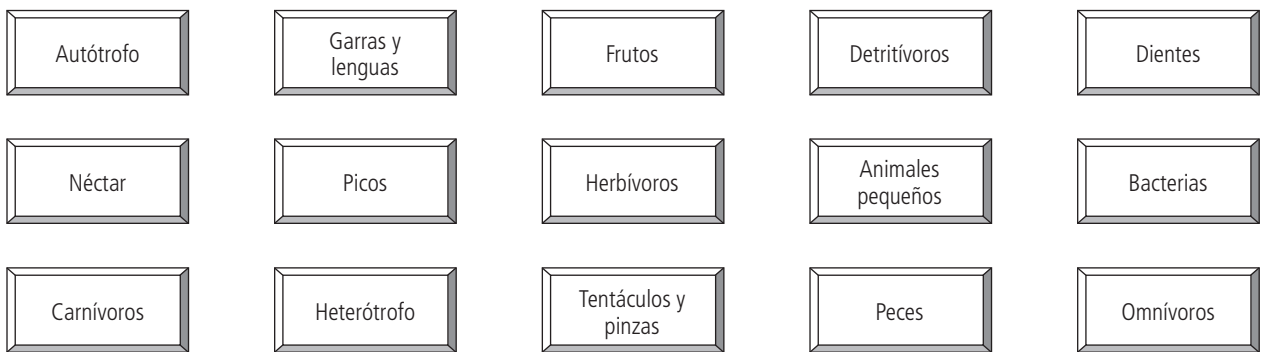 Autótrofo
Garras y
lenguas
Frutos
Detritívoros
Dientes
Néctar
Picos
Herbívoros
Animales
pequeños
Bacterias
Carnívoros
Heterótrofo
Tentáculos y
pinzas
Peces
Omnívoros